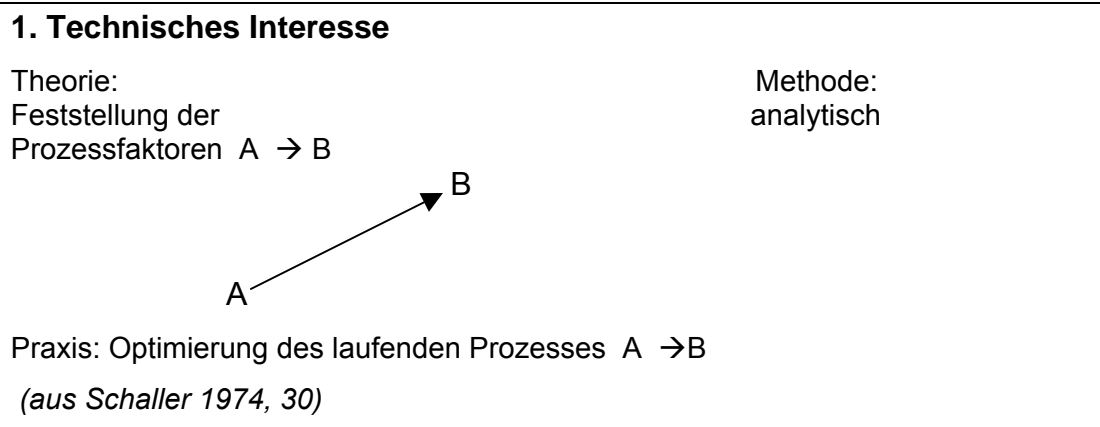 1. Technisches Interesse
Theorie:
Feststellung der
Prozessfaktoren A → B
Methode:
analytisch
B
A
Praxis: Optimierung des laufenden Prozesses A →B
(aus Schaller 1974, 30)